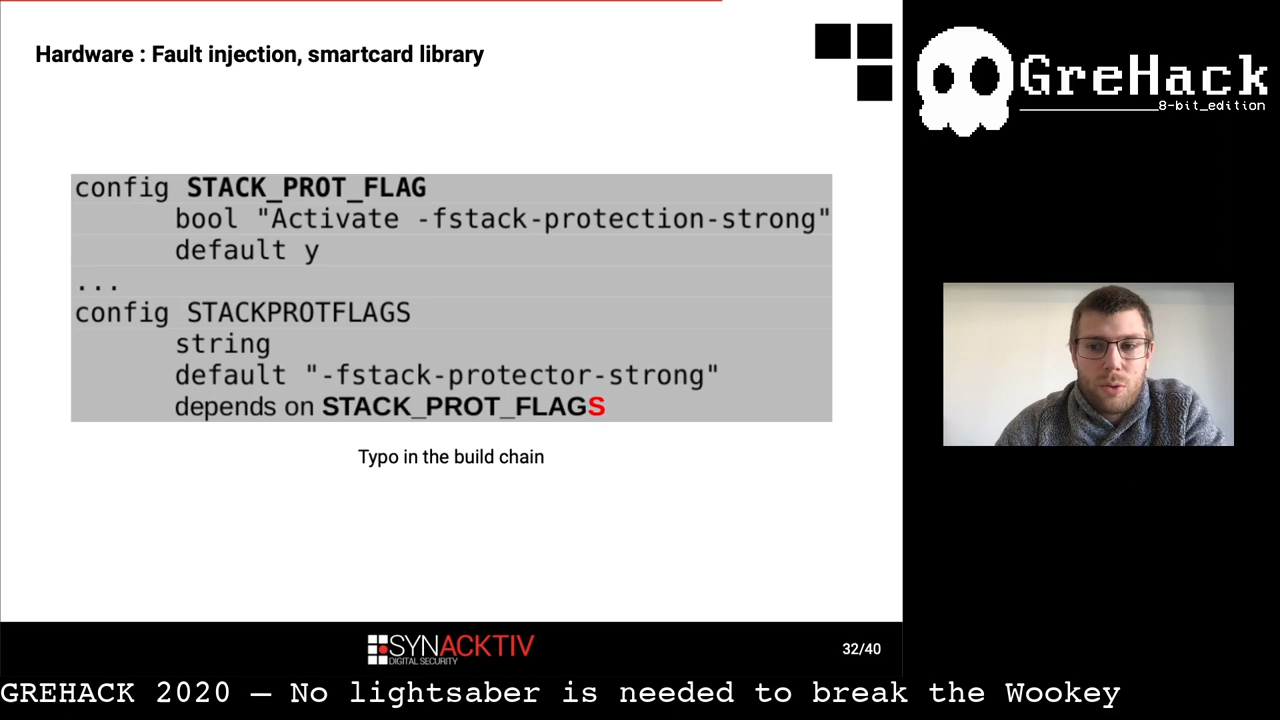 Hardware : Fault injection, smartcard library
GreHack
8-bit_edition
config STACK_PROT_FLAG
bool "Activate -fstack-protection-strong"
default y
...
config STACKPROTFLAGS
string
default "-fstack-protector-strong"
depends on STACK_PROT_FLAGS
Typo in the build chain
SYNACKTIV
DIGITAL SECURITY
32/40
GREHACK 2020 — No lightsaber is needed to break the Wookey